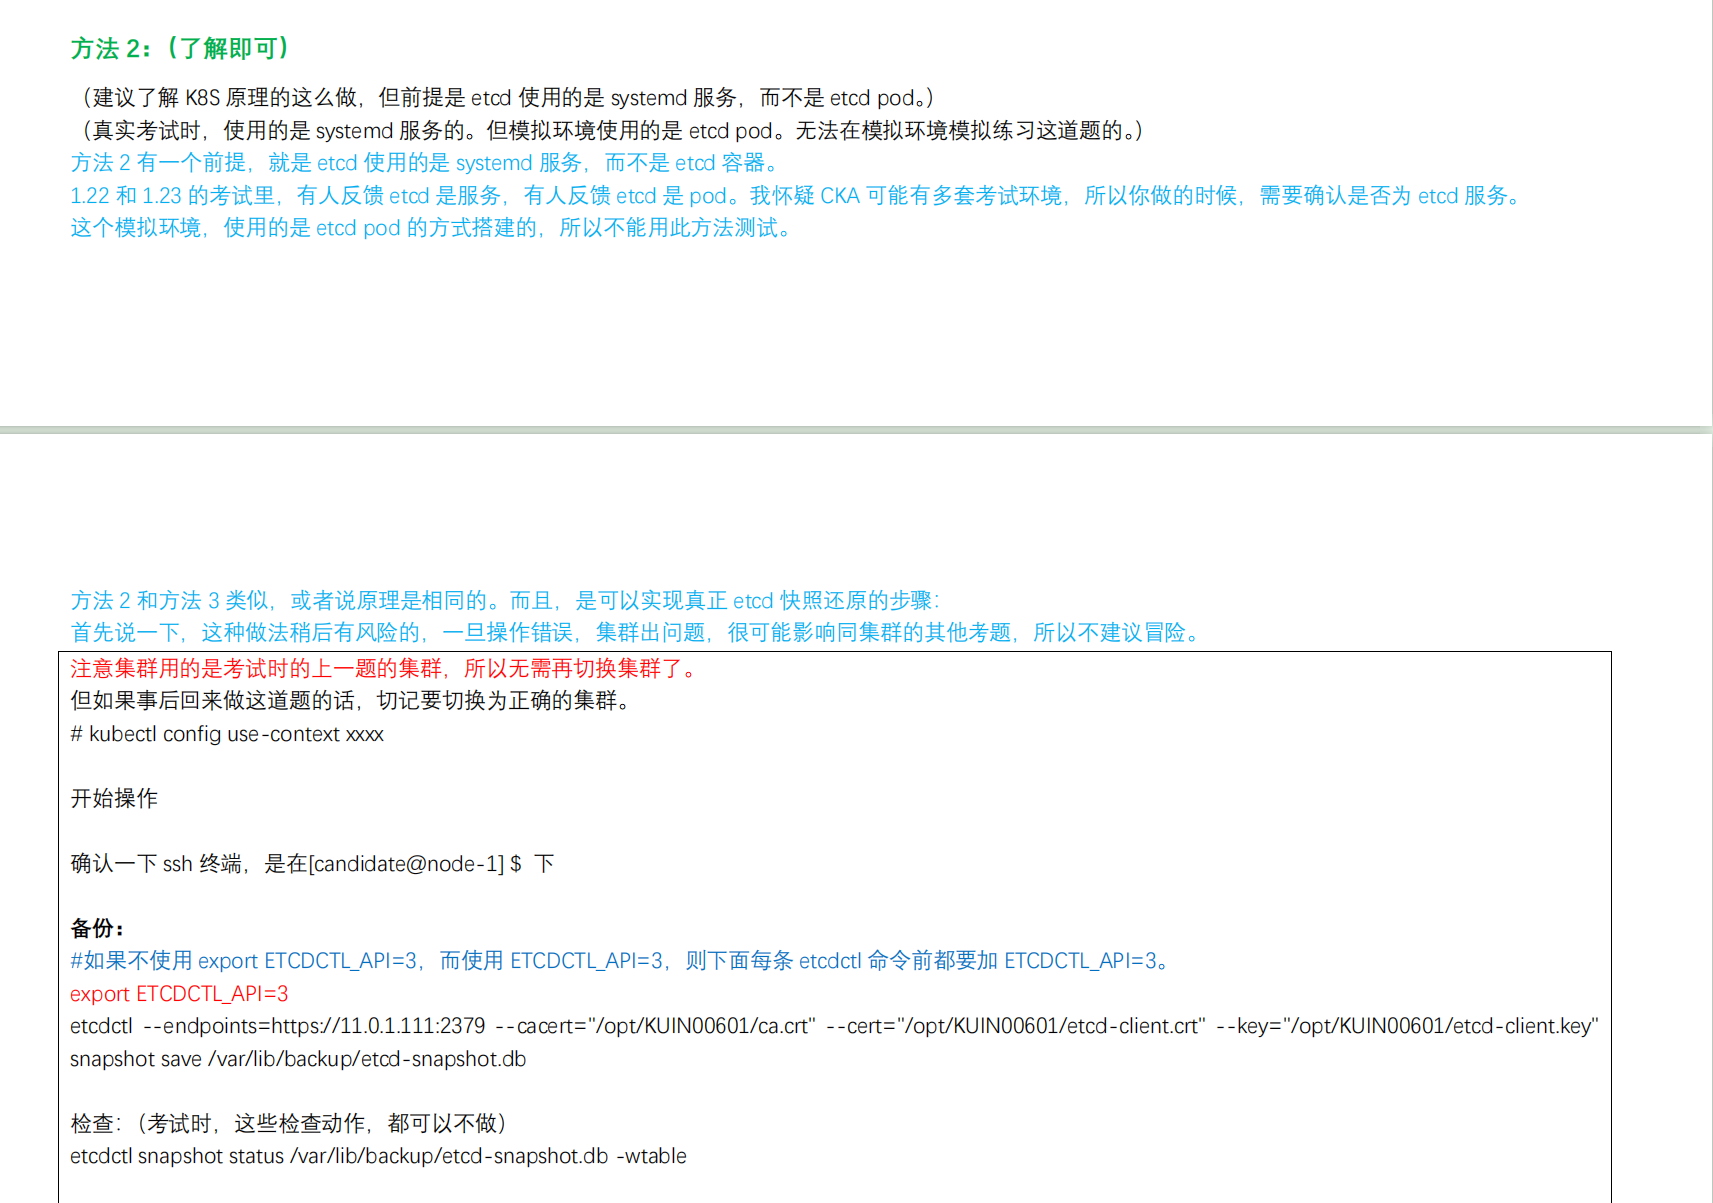 方法 2：（了解即可）
（建议了解 K8S 原理的这么做，但前提是 etcd 使用的是 systemd 服务，而不是 etcd pod。）
（真实考试时，使用的是 systemd 服务的。但模拟环境使用的是 etcd pod。无法在模拟环境模拟练习这道题的。）
方法 2 有一个前提，就是 etcd 使用的是 systemd 服务，而不是 etcd 容器。
1.22 和 1.23 的考试里，有人反馈 etcd 是服务，有人反馈 etcd 是 pod。我怀疑 CKA 可能有多套考试环境，所以你做的时候，需要确认是否为 etcd 服务。
这个模拟环境，使用的是 etcd pod 的方式搭建的，所以不能用此方法测试。
方法 2 和方法 3 类似，或者说原理是相同的。而且，是可以实现真正 etcd 快照还原的步骤：
首先说一下，这种做法稍后有风险的，一旦操作错误，集群出问题，很可能影响同集群的其他考题，所以不建议冒险。
注意集群用的是考试时的上一题的集群，所以无需再切换集群了。
但如果事后回来做这道题的话，切记要切换为正确的集群。
# kubectl config use-context xxxx
开始操作
确认一下 ssh 终端，是在[candidate@node-1] $ 下
备份：
#如果不使用 export ETCDCTL_API=3，而使用 ETCDCTL_API=3，则下面每条 etcdctl 命令前都要加 ETCDCTL_API=3。
export ETCDCTL_API=3
etcdctl --endpoints=https://11.0.1.111:2379 --cacert="/opt/KUIN00601/ca.crt" --cert="/opt/KUIN00601/etcd-client.crt" --key="/opt/KUIN00601/etcd-client.key"
snapshot save /var/lib/backup/etcd-snapshot.db
检查：（考试时，这些检查动作，都可以不做）
etcdctl snapshot status /var/lib/backup/etcd-snapshot.db -wtable